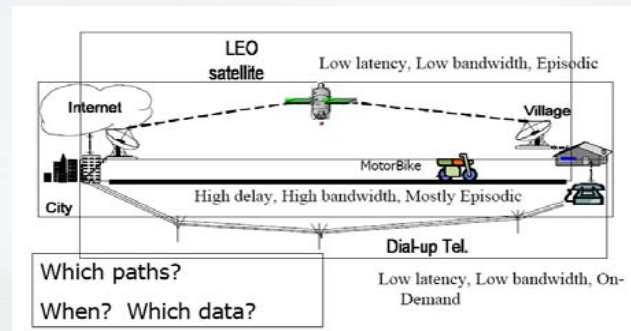 LEO
satellite
Low latency, Low bandwidth, Episodic
Internet
Village
MotorBike
High delay, High bandwidth, Mostly Episodic
City
Dial-up Tel.
Which paths?
When? Which data?
Low latency, Low bandwidth, On-
Demand